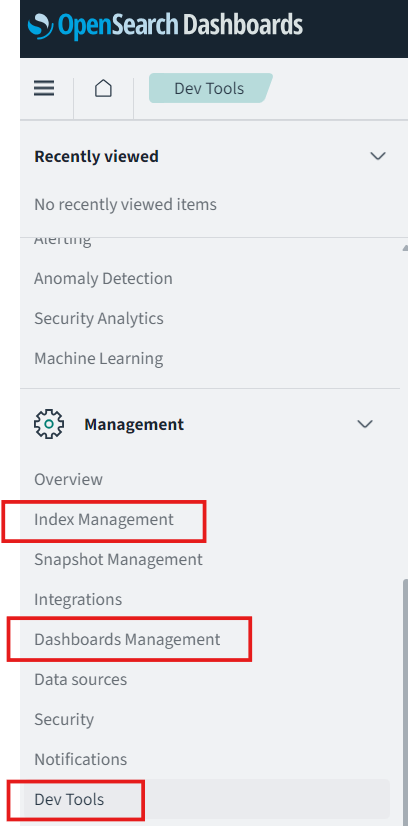 OpenSearch Dashboards
Dev Tools
Recently viewed
No recently viewed items
Alerting
Anomaly Detection
Security Analytics
Machine Learning
Management
Overview
Index Management
Snapshot Management
Integrations
Dashboards Management
Data sources
Security
Notifications
Dev Tools